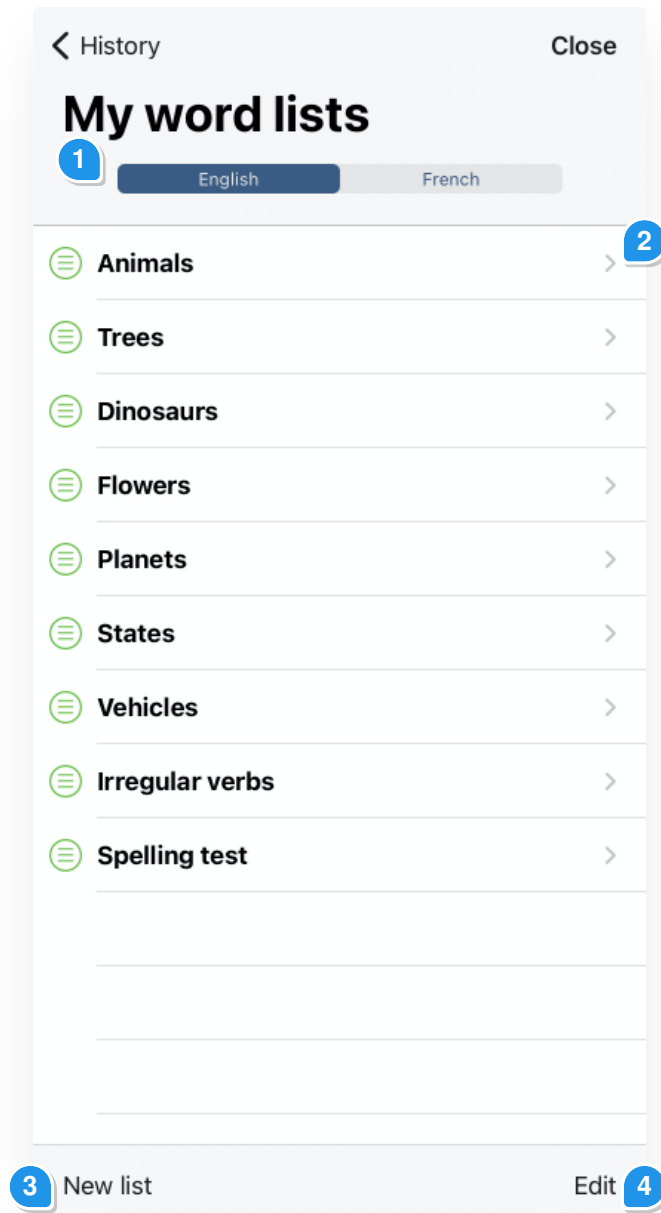 History Close
My word lists
1
English French
2
Animals
Trees
Dinosaurs
Flowers
Planets
States
Vehicles
Irregular verbs
Spelling test
3 New list Edit 4